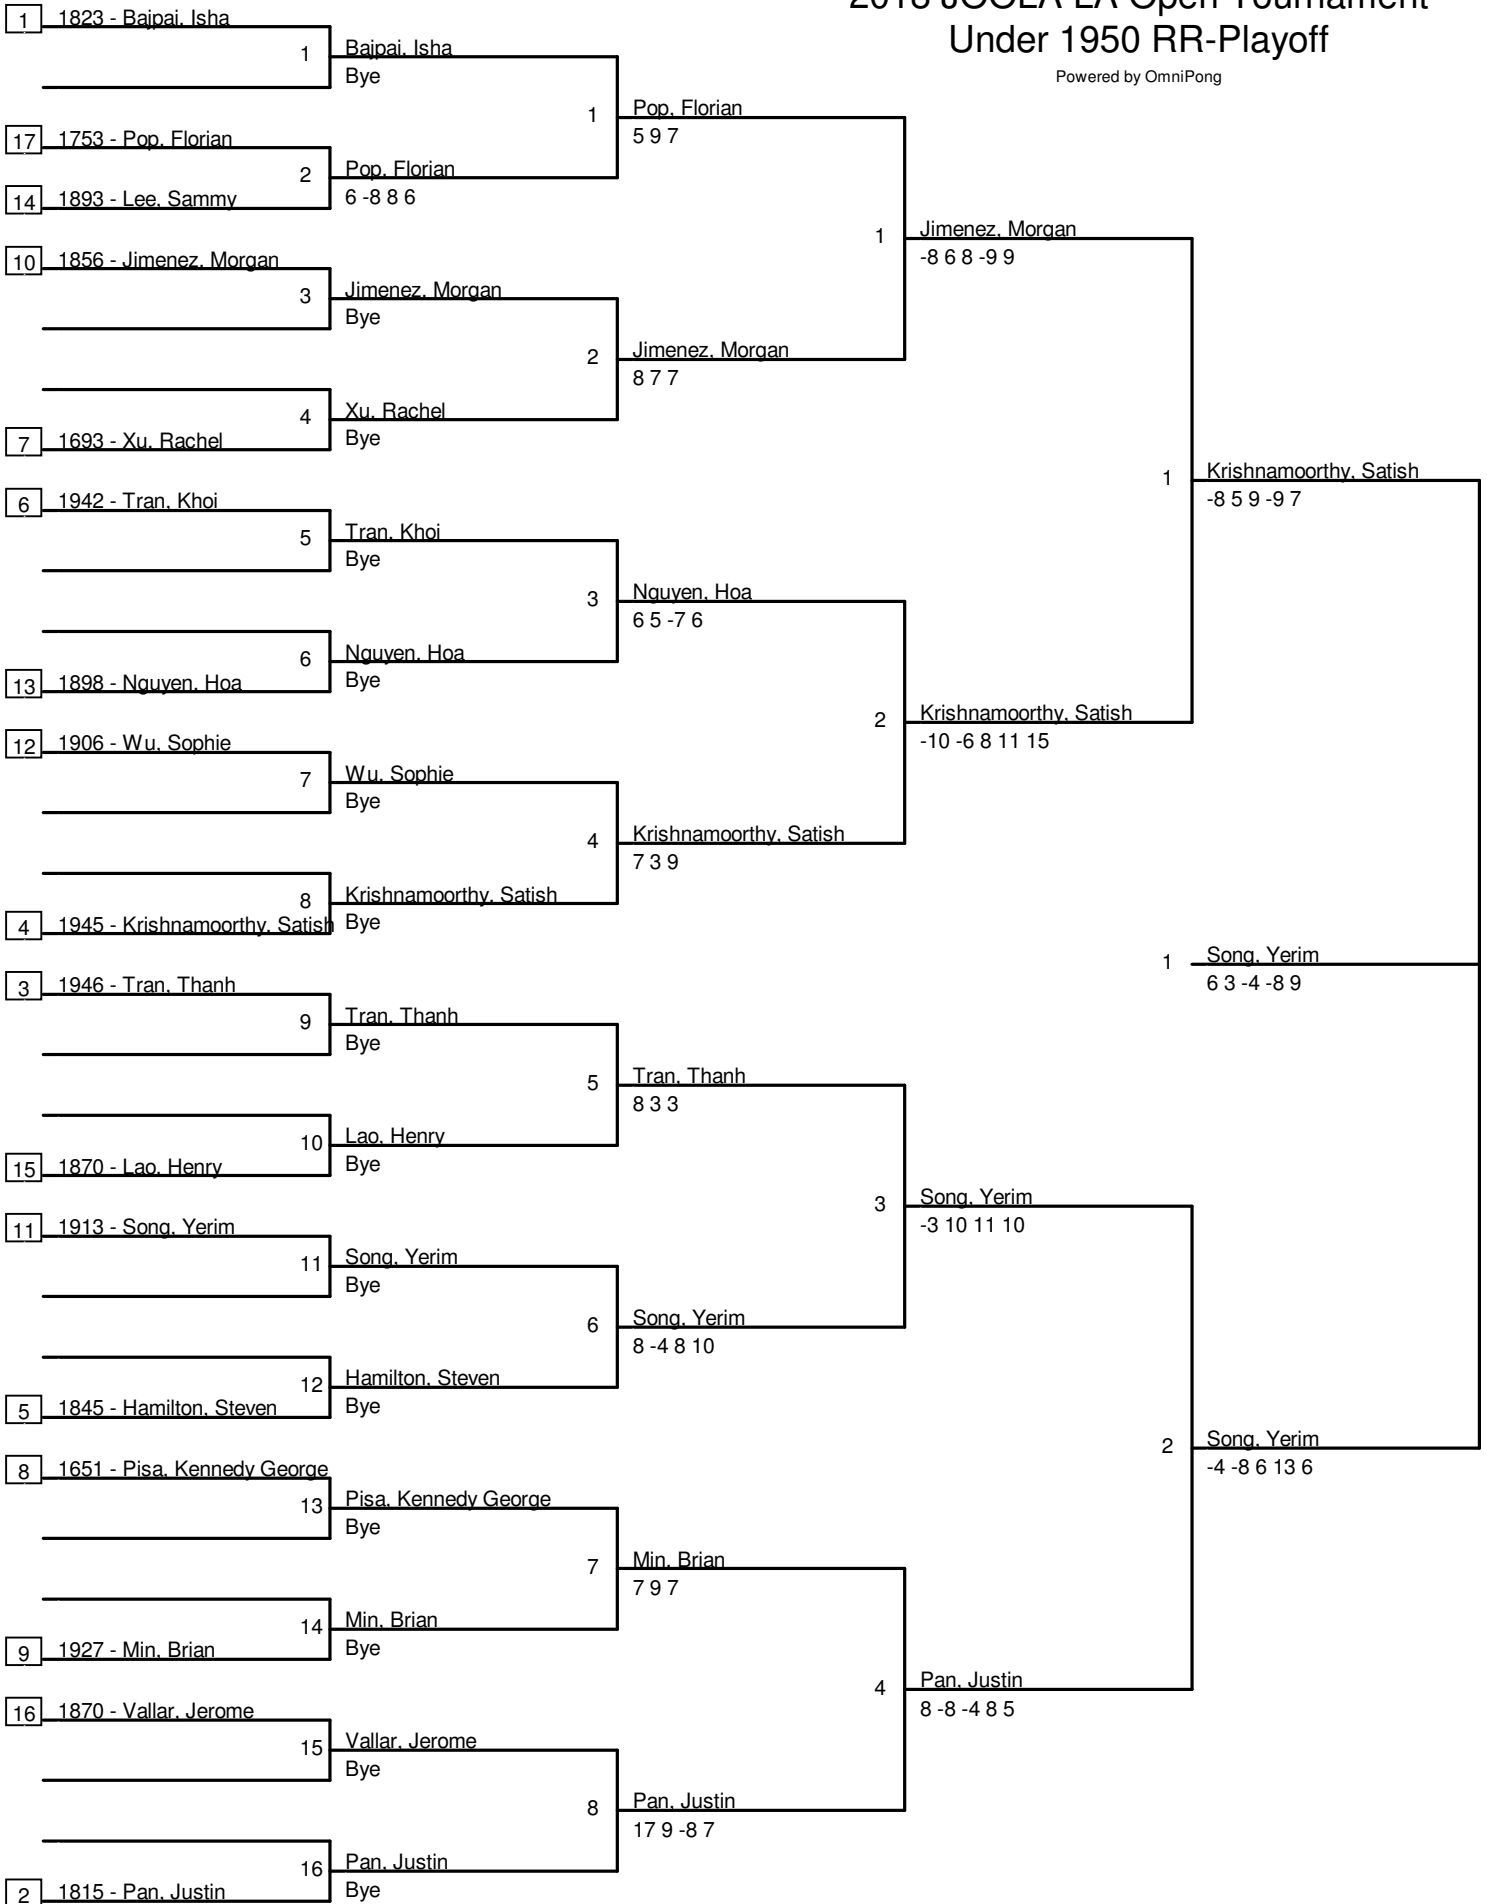 2018 JOOLA LA Open Tournament
Under 1950 RR-Playoff
Powered by OmniPong
1 1823 - Bajpai, Isha
1 Bajpai, Isha
Bye
1 Pop, Florian
5 9 7
17 1753 - Pop, Florian
2 Pop, Florian
6 -8 8 6
14 1893 - Lee, Sammy
1 Jimenez, Morgan
-8 6 8 -9 9
10 1856 - Jimenez, Morgan
3 Jimenez, Morgan
Bye
2 Jimenez, Morgan
8 7 7
4 Xu, Rachel
Bye
7 1693 - Xu, Rachel
1 Krishnamoorthy, Satish
-8 5 9 -9 7
6 1942 - Tran, Khoi
5 Tran, Khoi
Bye
3 Nguyen, Hoa
6 5 -7 6
6 Nguyen, Hoa
Bye
13 1898 - Nguyen, Hoa
2 Krishnamoorthy, Satish
-10 -6 8 11 15
12 1906 - Wu, Sophie
7 Wu, Sophie
Bye
4 Krishnamoorthy, Satish
7 3 9
8 Krishnamoorthy, Satish
Bye
4 1945 - Krishnamoorthy, Satish
1 Song, Yerim
6 3 -4 -8 9
3 1946 - Tran, Thanh
9 Tran, Thanh
Bye
5 Tran, Thanh
8 3 3
10 Lao, Henry
Bye
15 1870 - Lao, Henry
3 Song, Yerim
-3 10 11 10
11 1913 - Song, Yerim
11 Song, Yerim
Bye
6 Song, Yerim
8 -4 8 10
12 Hamilton, Steven
Bye
5 1845 - Hamilton, Steven
2 Song, Yerim
-4 -8 6 13 6
8 1651 - Pisa, Kennedy George
13 Pisa, Kennedy George
Bye
7 Min, Brian
7 9 7
14 Min, Brian
Bye
9 1927 - Min, Brian
4 Pan, Justin
8 -8 -4 8 5
16 1870 - Vallar, Jerome
15 Vallar, Jerome
Bye
8 Pan, Justin
17 9 -8 7
16 Pan, Justin
Bye
2 1815 - Pan, Justin